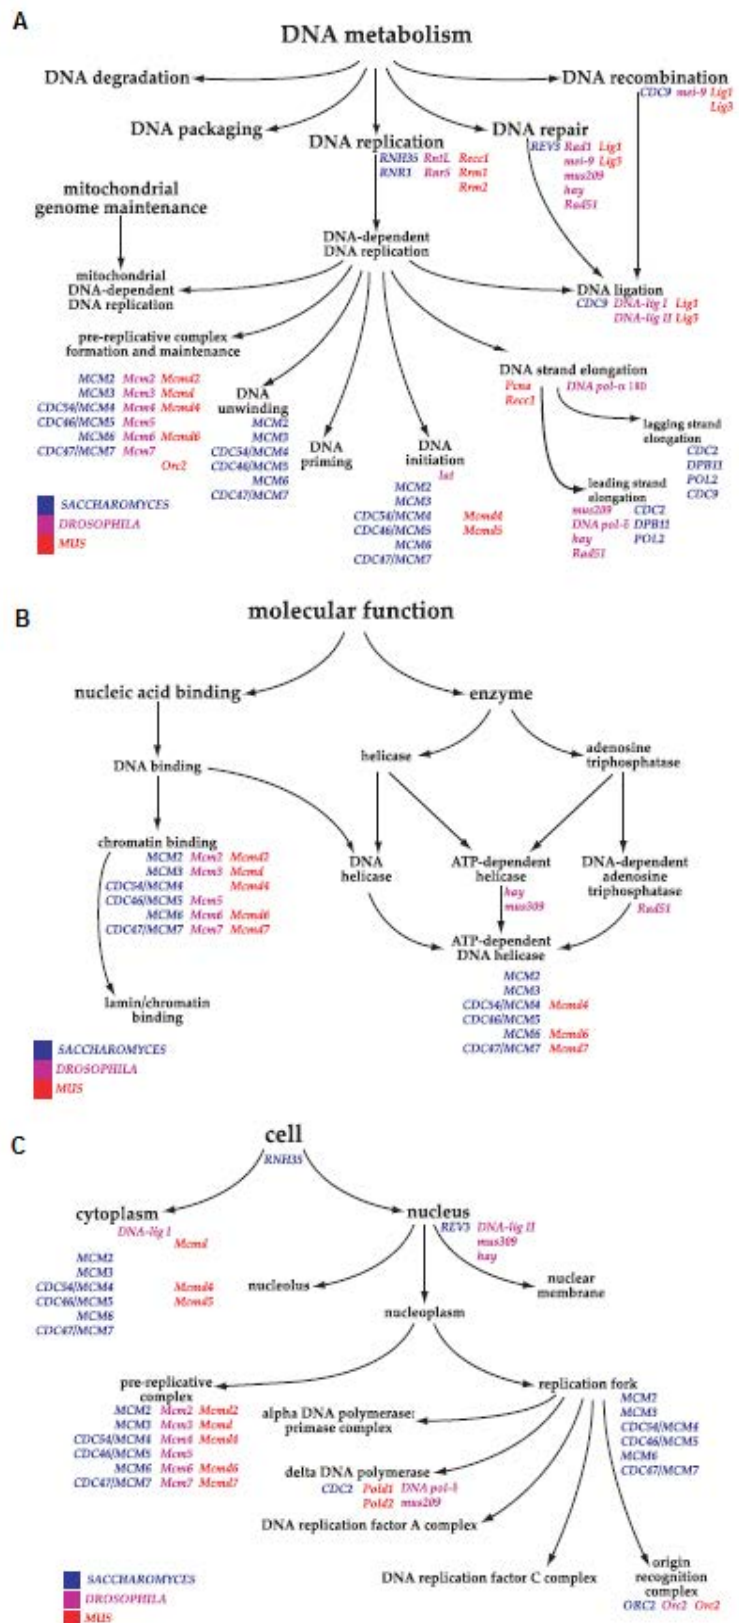 A
DNA metabolism
DNA degradation
DNA recombination
CDC9 mei-9 Lig1
Lig3
DNA packaging
DNA repair
REV3 Rad1 Lig1
mei-9 Lig3
mus209
hay
Rad51
DNA replication
RNH35 RnrL Recc1
RNR1 RnrS Rrm1
Rrm2
mitochondrial
genome maintenance
DNA-dependent
DNA replication
mitochondrial
DNA-dependent
DNA replication
DNA ligation
CDC9 DNA-lig I Lig1
DNA-lig II Lig3
pre-replicative complex
formation and maintenance
MCM2 Mcm2 Mcmd2
MCM3 Mcm3 Mcmd
CDC54/MCM4 Mcm4 Mcmd4
CDC46/MCM5 Mcm5
MCM6 Mcm6 Mcmd6
CDC47/MCM7 Mcm7
Orc2
DNA
unwinding
MCM2
MCM3
CDC54/MCM4
CDC46/MCM5
MCM6
CDC47/MCM7
DNA
priming
DNA
initiation
lat
MCM2
MCM3
CDC54/MCM4 Mcmd4
CDC46/MCM5 Mcmd5
MCM6
CDC47/MCM7
DNA strand elongation
Pcna DNA pol-α 180
Recc1
lagging strand
elongation
CDC2
DPB11
POL2
CDC9
leading strand
elongation
mus209 CDC2
DNA pol-δ DPB11
hay POL2
Rad51
SACCHAROMYCES
DROSOPHILA
MUS
B
molecular function
nucleic acid binding
enzyme
DNA binding
helicase
adenosine
triphosphatase
chromatin binding
MCM2 Mcm2 Mcmd2
MCM3 Mcm3 Mcmd
CDC54/MCM4 Mcmd4
CDC46/MCM5 Mcm5
MCM6 Mcm6 Mcmd6
CDC47/MCM7 Mcm7 Mcmd7
DNA
helicase
ATP-dependent
helicase
hay
mus309
DNA-dependent
adenosine
triphosphatase
Rad51
ATP-dependent
DNA helicase
MCM2
MCM3
CDC54/MCM4 Mcmd4
CDC46/MCM5
MCM6 Mcmd6
CDC47/MCM7 Mcmd7
lamin/chromatin
binding
SACCHAROMYCES
DROSOPHILA
MUS
C
cell
RNH35
cytoplasm
DNA-lig I
Mcmd
MCM2
MCM3
CDC54/MCM4 Mcmd4
CDC46/MCM5 Mcmd5
MCM6
CDC47/MCM7
nucleus
REV3 DNA-lig II
mus309
hay
nucleolus
nuclear
membrane
nucleoplasm
pre-replicative
complex
MCM2 Mcm2 Mcmd2
MCM3 Mcm3 Mcmd
CDC54/MCM4 Mcm4 Mcmd4
CDC46/MCM5 Mcm5
MCM6 Mcm6 Mcmd6
CDC47/MCM7 Mcm7 Mcmd7
replication fork
MCM2
MCM3
CDC54/MCM4
CDC46/MCM5
MCM6
CDC47/MCM7
alpha DNA polymerase:
primase complex
delta DNA polymerase
CDC2 Pold1 DNA pol-δ
Pold2 mus209
DNA replication factor A complex
DNA replication factor C complex
origin
recognition
complex
ORC2 Orc2 Orc2
SACCHAROMYCES
DROSOPHILA
MUS